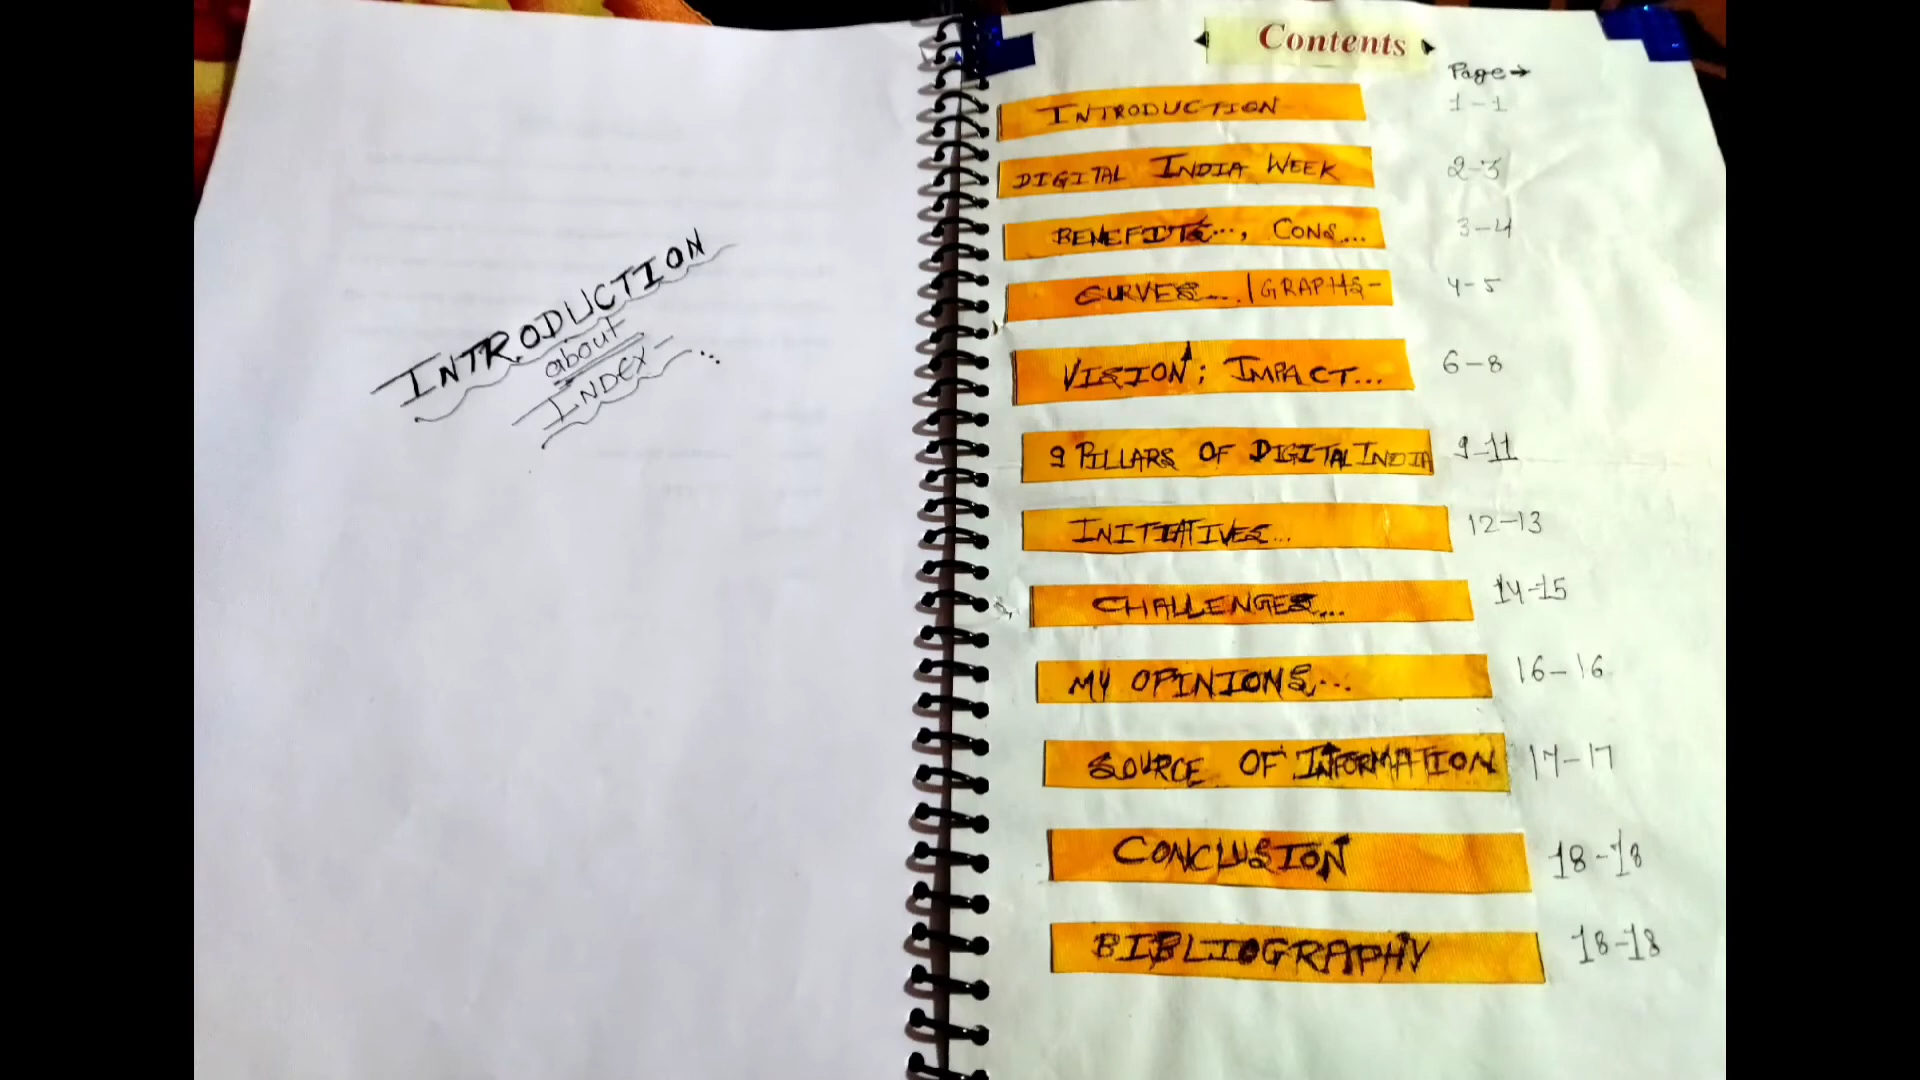 INTRODUCTION
about
INDEX-...
Contents
Page→
INTRODUCTION 1-1
DIGITAL INDIA WEEK 2-3
BENEFITS..., CONS... 3-4
CURVES.... |GRAPHS- 4-5
VISION; IMPACT... 6-8
9 PILLARS OF DIGITAL INDIA 9-11
INITIATIVES... 12-13
CHALLENGES... 14-15
MY OPINIONS,... 16-16
SOURCE OF INFORMATION 17-17
CONCLUSION 18-18
BIBLIOGRAPHY 18-18